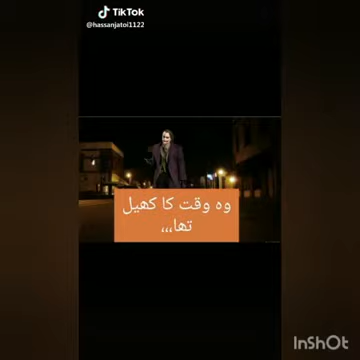 TikTok
@hassanjatoi1122
وہ وقت کا کھیل
تھا،،،
InShOt